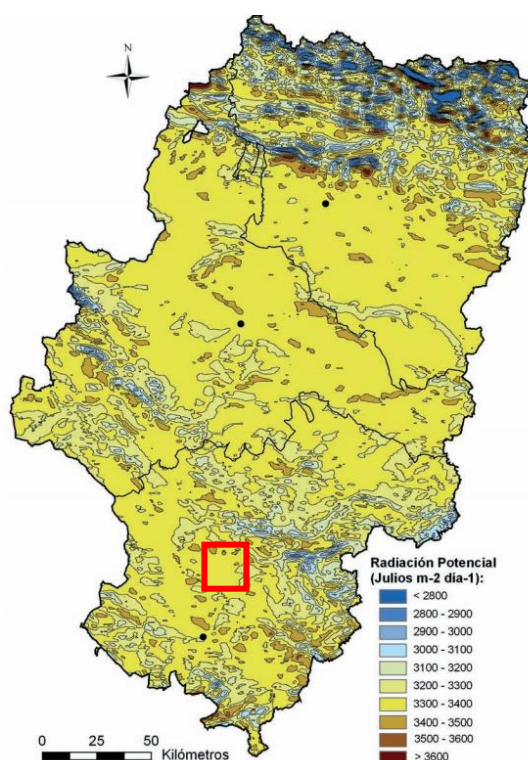 N
Radiación Potencial
(Julios m-2 día-1):
< 2800
2800 - 2900
2900 - 3000
3000 - 3100
3100 - 3200
3200 - 3300
3300 - 3400
3400 - 3500
3500 - 3600
> 3600
0 25 50
Kilómetros